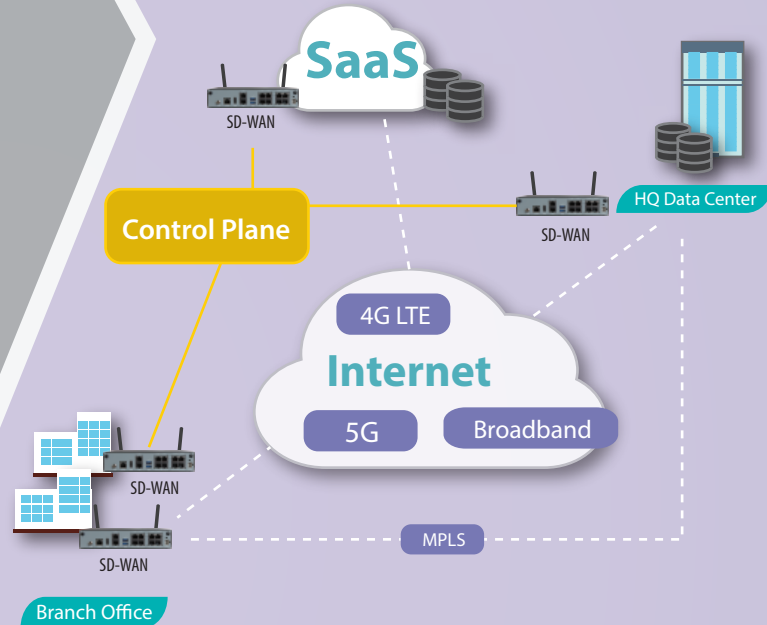 SaaS
SD-WAN
HQ Data Center
Control Plane
SD-WAN
4G LTE
Internet
5G
Broadband
SD-WAN
MPLS
SD-WAN
Branch Office